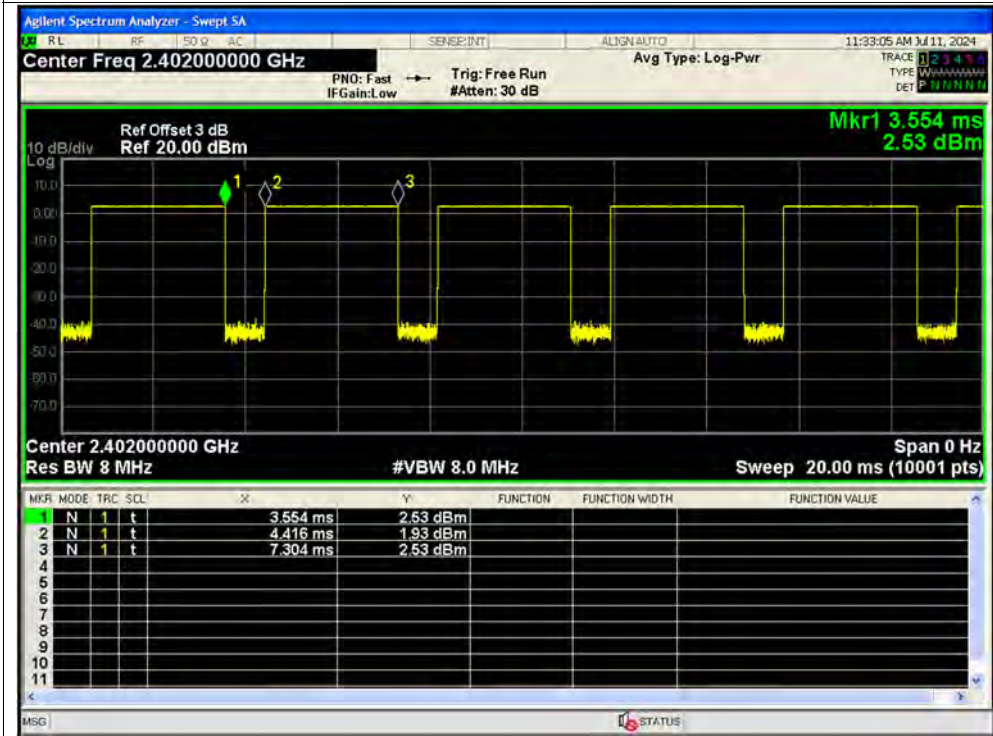 Agilent Spectrum Analyzer - Swept SA
RL RF 50 Ω AC SENSE:INT ALIGN AUTO 11:33:05 AM Jul 11, 2024
Center Freq 2.402000000 GHz Avg Type: Log-Pwr TRACE 1 2 3 4 5 6
PNO: Fast Trig: Free Run TYPE W
IFGain:Low #Atten: 30 dB DET P N N N N N
Mkr1 3.554 ms
Ref Offset 3 dB
10 dB/div Ref 20.00 dBm 2.53 dBm
Log
10.0
1 2 3
0.00
-10.0
-20.0
-30.0
-40.0
-50.0
-60.0
-70.0
Center 2.402000000 GHz Span 0 Hz
Res BW 8 MHz #VBW 8.0 MHz Sweep 20.00 ms (10001 pts)
MKR MODE TRC SCL X Y FUNCTION FUNCTION WIDTH FUNCTION VALUE
1 N 1 t 3.554 ms 2.53 dBm
2 N 1 t 4.416 ms 1.93 dBm
3 N 1 t 7.304 ms 2.53 dBm
4
5
6
7
8
9
10
11
MSG STATUS